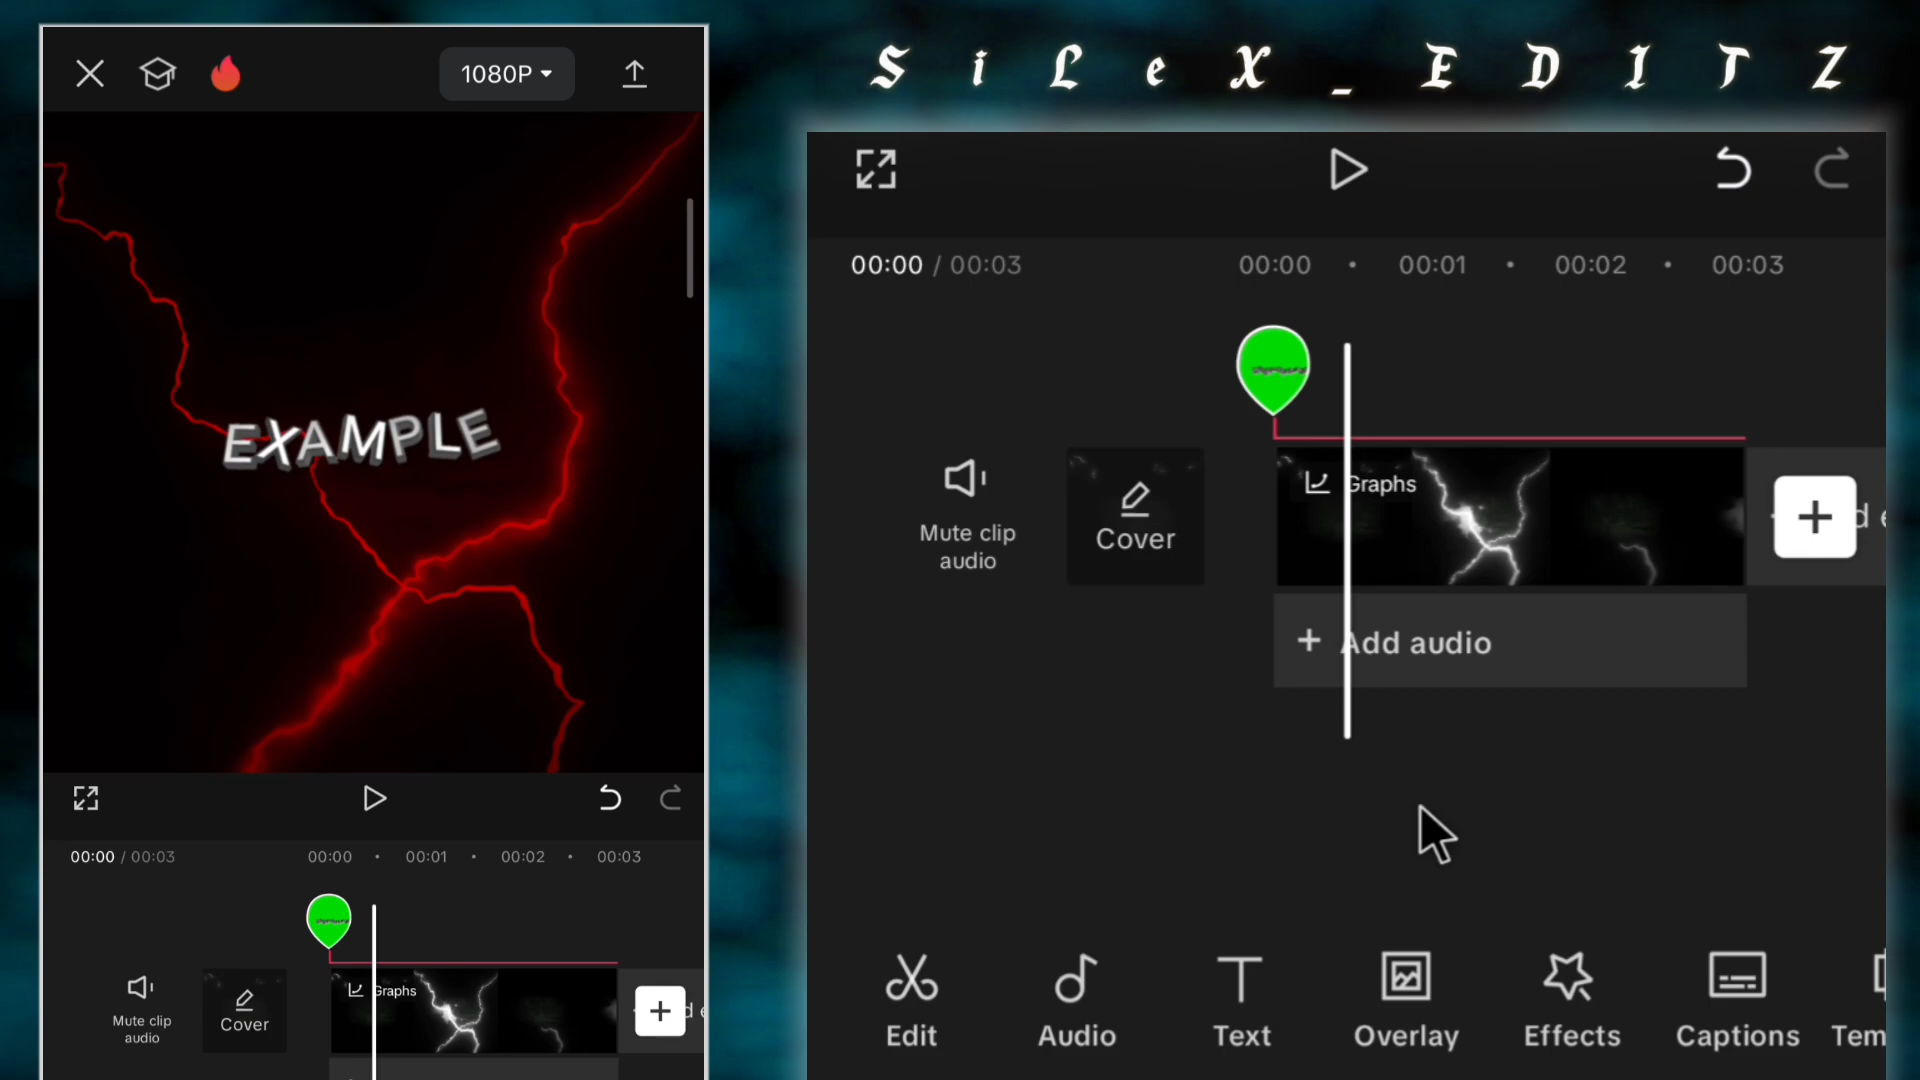 SiLeX_EDITZ
1080P
EXAMPLE
00:00 / 00:03
00:00 00:01 00:02 00:03
Graphs
Mute clip
audio
Cover
00:00 / 00:03
00:00 00:01 00:02 00:03
Graphs
Mute clip
audio
Cover
+ Add audio
Edit
Audio
Text
Overlay
Effects
Captions
Tem